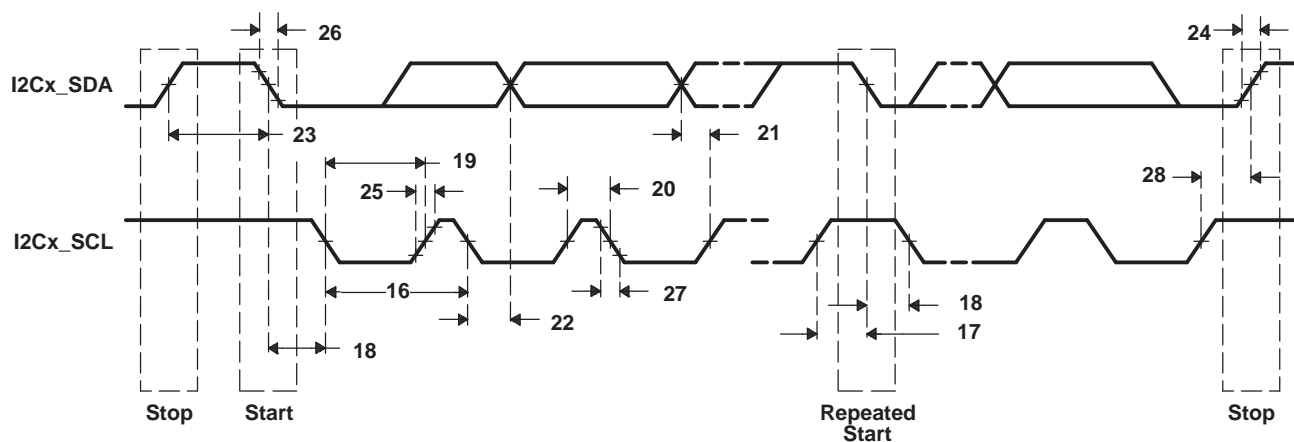 26
24
I2Cx_SDA
23
21
19
25
20
28
I2Cx_SCL
16
27
18
22
17
18
Stop
Start
Repeated
Start
Stop